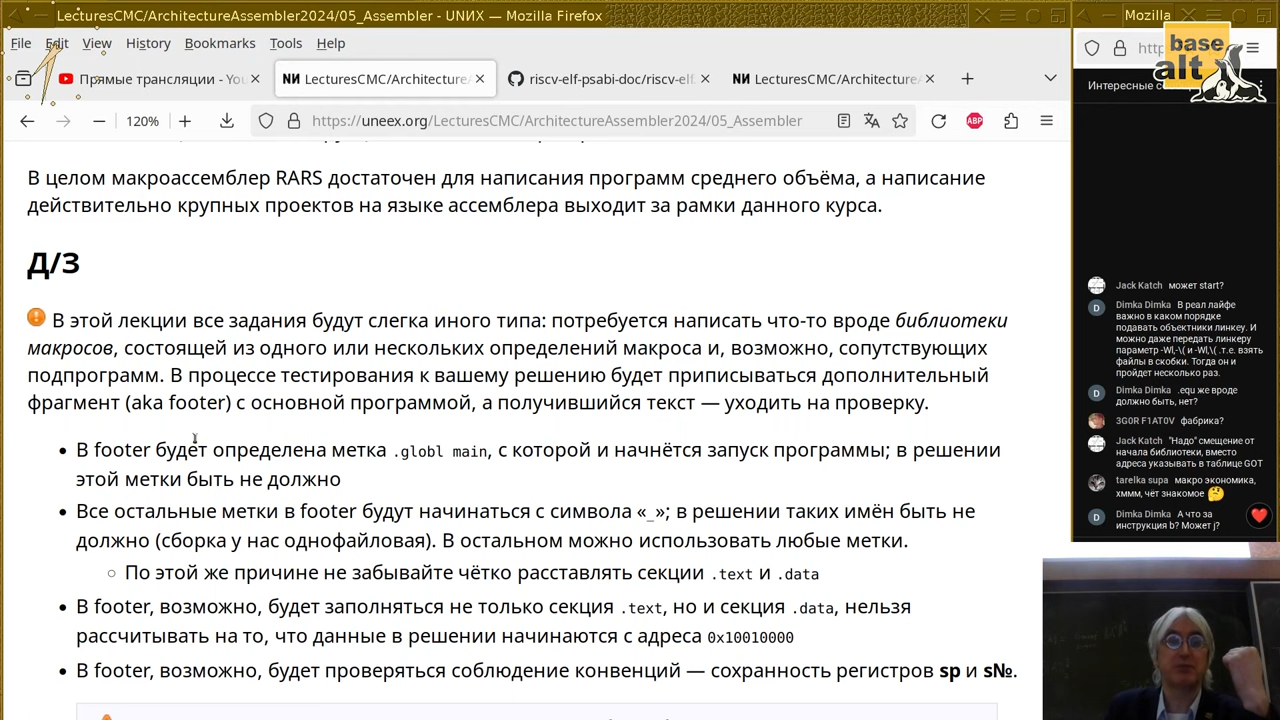 LecturesCMC/ArchitectureAssembler2024/05_Assembler - UNИX — Mozilla Firefox
Mozilla
File Edit View History Bookmarks Tools Help
Прямые трансляции - You
NИ LecturesCMC/Architecture
riscv-elf-psabi-doc/riscv-elf
NИ LecturesCMC/ArchitectureA
120%
https://uneex.org/LecturesCMC/ArchitectureAssembler2024/05_Assembler
ABP
base
alt
Интересные
В целом макроассемблер RARS достаточен для написания программ среднего объёма, а написание
действительно крупных проектов на языке ассемблера выходит за рамки данного курса.
Д/З
В этой лекции все задания будут слегка иного типа: потребуется написать что-то вроде библиотеки
макросов, состоящей из одного или нескольких определений макроса и, возможно, сопутствующих
подпрограмм. В процессе тестирования к вашему решению будет приписываться дополнительный
фрагмент (aka footer) с основной программой, а получившийся текст — уходить на проверку.
• В footer будет определена метка .globl main, с которой и начнётся запуск программы; в решении
этой метки быть не должно
• Все остальные метки в footer будут начинаться с символа «_»; в решении таких имён быть не
должно (сборка у нас однофайловая). В остальном можно использовать любые метки.
○ По этой же причине не забывайте чётко расставлять секции .text и .data
• В footer, возможно, будет заполняться не только секция .text, но и секция .data, нельзя
рассчитывать на то, что данные в решении начинаются с адреса 0x10010000
• В footer, возможно, будет проверяться соблюдение конвенций — сохранность регистров sp и s№.
Jack Katch может start?
D Dimka Dimka В реал лайфе
важно в каком порядке
подавать объектники линкеу. И
можно даже передать линкеру
параметр -Wl,-\( и -Wl,\( .т.е. взять
файлы в скобки. Тогда он и
пройдет несколько раз.
D Dimka Dimka .equ же вроде
должно быть, нет?
3G0R F1AT0V фабрика?
Jack Katch "Надо" смещение от
начала библиотеки, вместо
адреса указывать в таблице GOT
tarelka supa макро экономика,
хммм, чёт знакомое 🤔
D Dimka Dimka А что за
инструкция b? Может j?